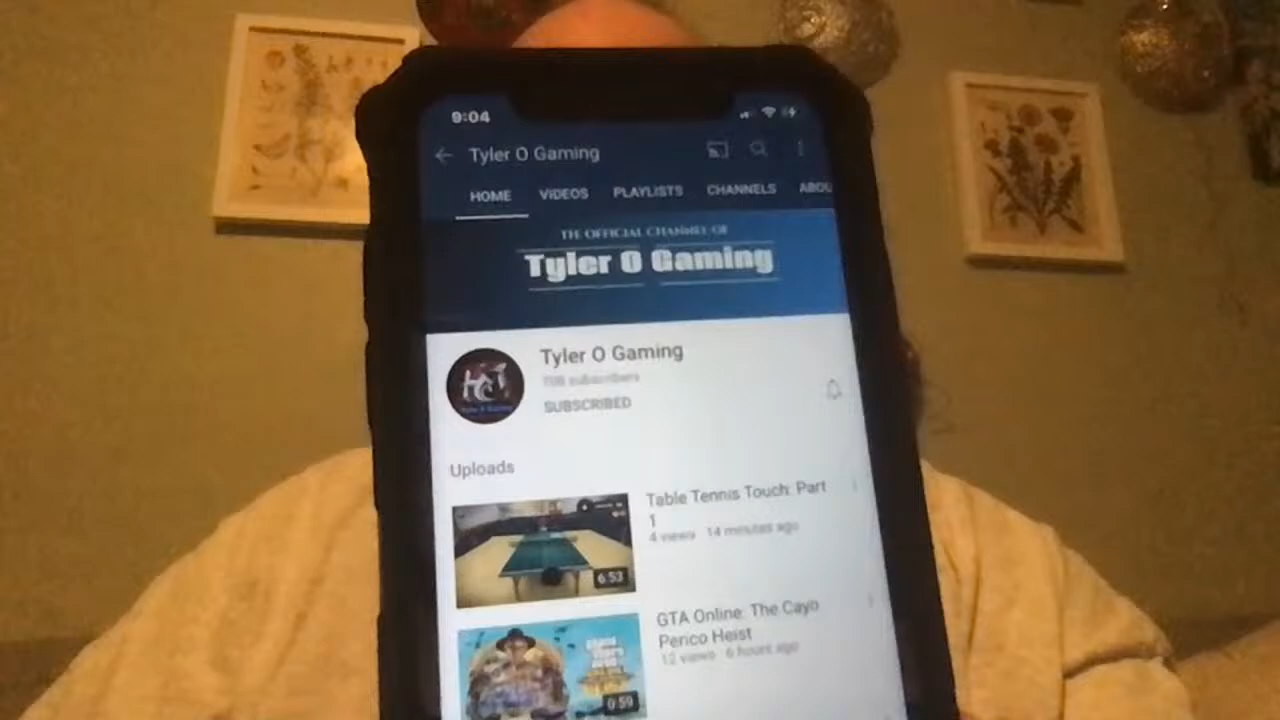 9:04
Tyler O Gaming
HOME VIDEOS PLAYLISTS CHANNELS ABOU
THE OFFICIAL CHANNEL OF
Tyler O Gaming
Tyler O Gaming
subscribers
SUBSCRIBED
Uploads
Table Tennis Touch: Part
1
4 views 14 minutes ago
6:53
GTA Online: The Cayo
Perico Heist
12 views 6 hours ago
0:59